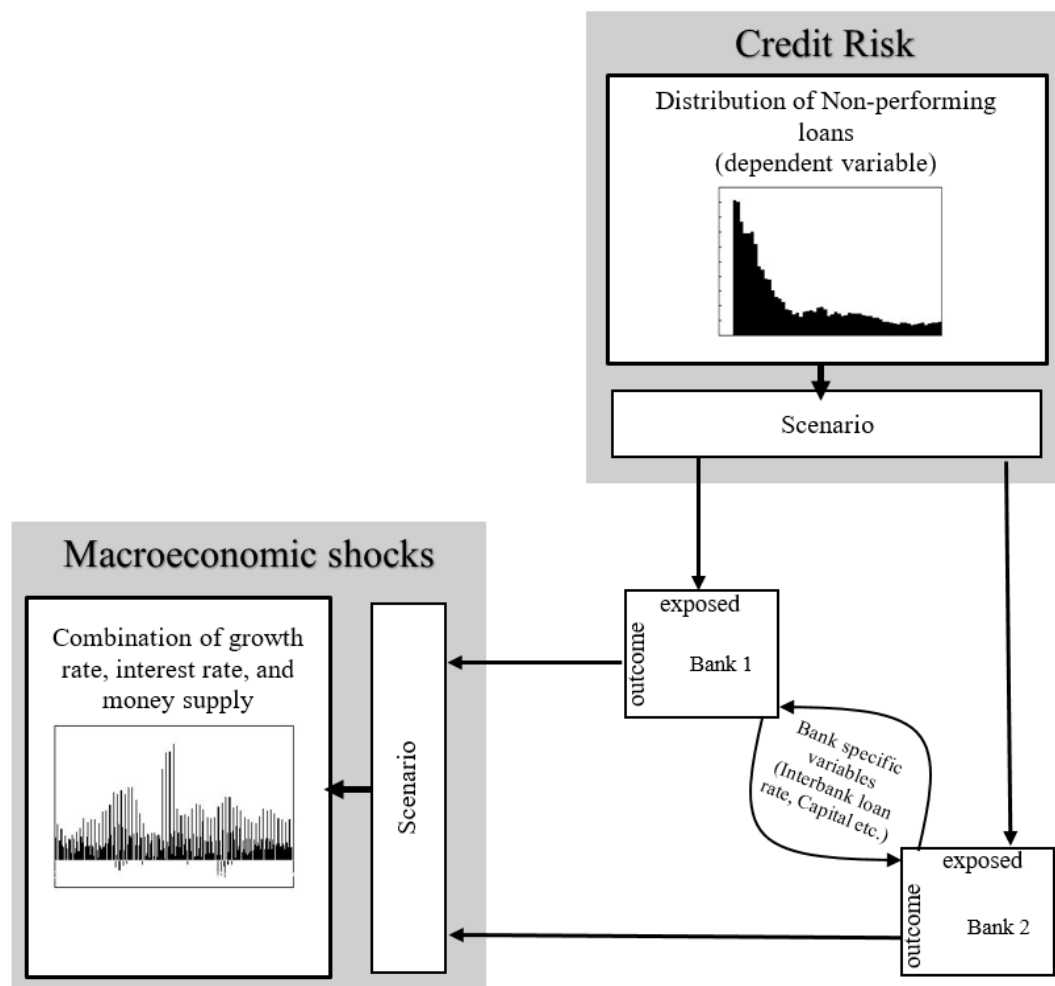 Credit Risk
Distribution of Non-performing
loans
(dependent variable)
Scenario
Macroeconomic shocks
Combination of growth
rate, interest rate, and
money supply
Scenario
exposed
outcome
Bank 1
Bank specific
variables
(Interbank loan
rate, Capital etc.)
exposed
outcome
Bank 2